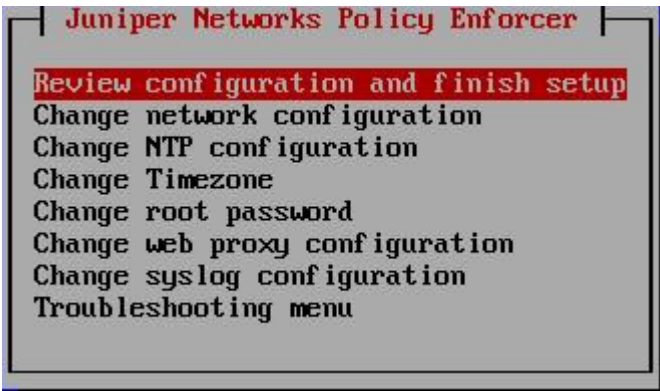 Juniper Networks Policy Enforcer
Review configuration and finish setup
Change network configuration
Change NTP configuration
Change Timezone
Change root password
Change web proxy configuration
Change syslog configuration
Troubleshooting menu